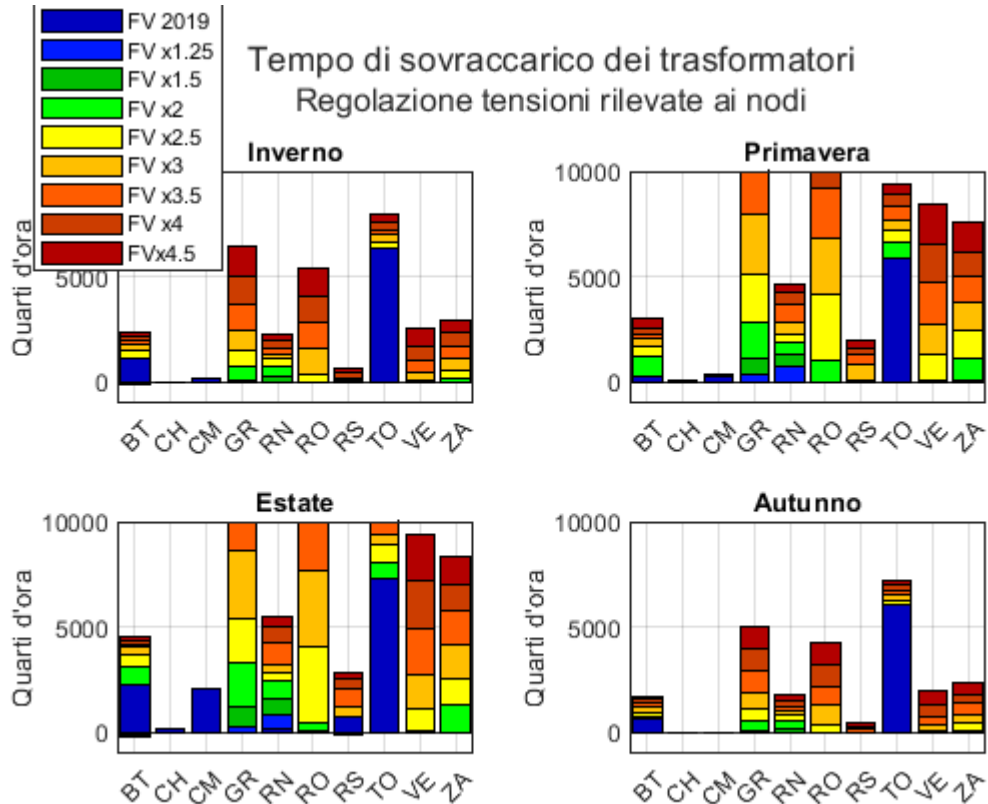 FV 2019
FV x1.25
FV x1.5
FV x2
FV x2.5
FV x3
FV x3.5
FV x4
FVx4.5
Tempo di sovraccarico dei trasformatori
Regolazione tensioni rilevate ai nodi
Inverno
Quarti d'ora
5000
0
BT CH CM GR RN RO RS TO VE ZA
Primavera
Quarti d'ora
10000
5000
0
BT CH CM GR RN RO RS TO VE ZA
Estate
Quarti d'ora
10000
5000
0
BT CH CM GR RN RO RS TO VE ZA
Autunno
Quarti d'ora
10000
5000
0
BT CH CM GR RN RO RS TO VE ZA